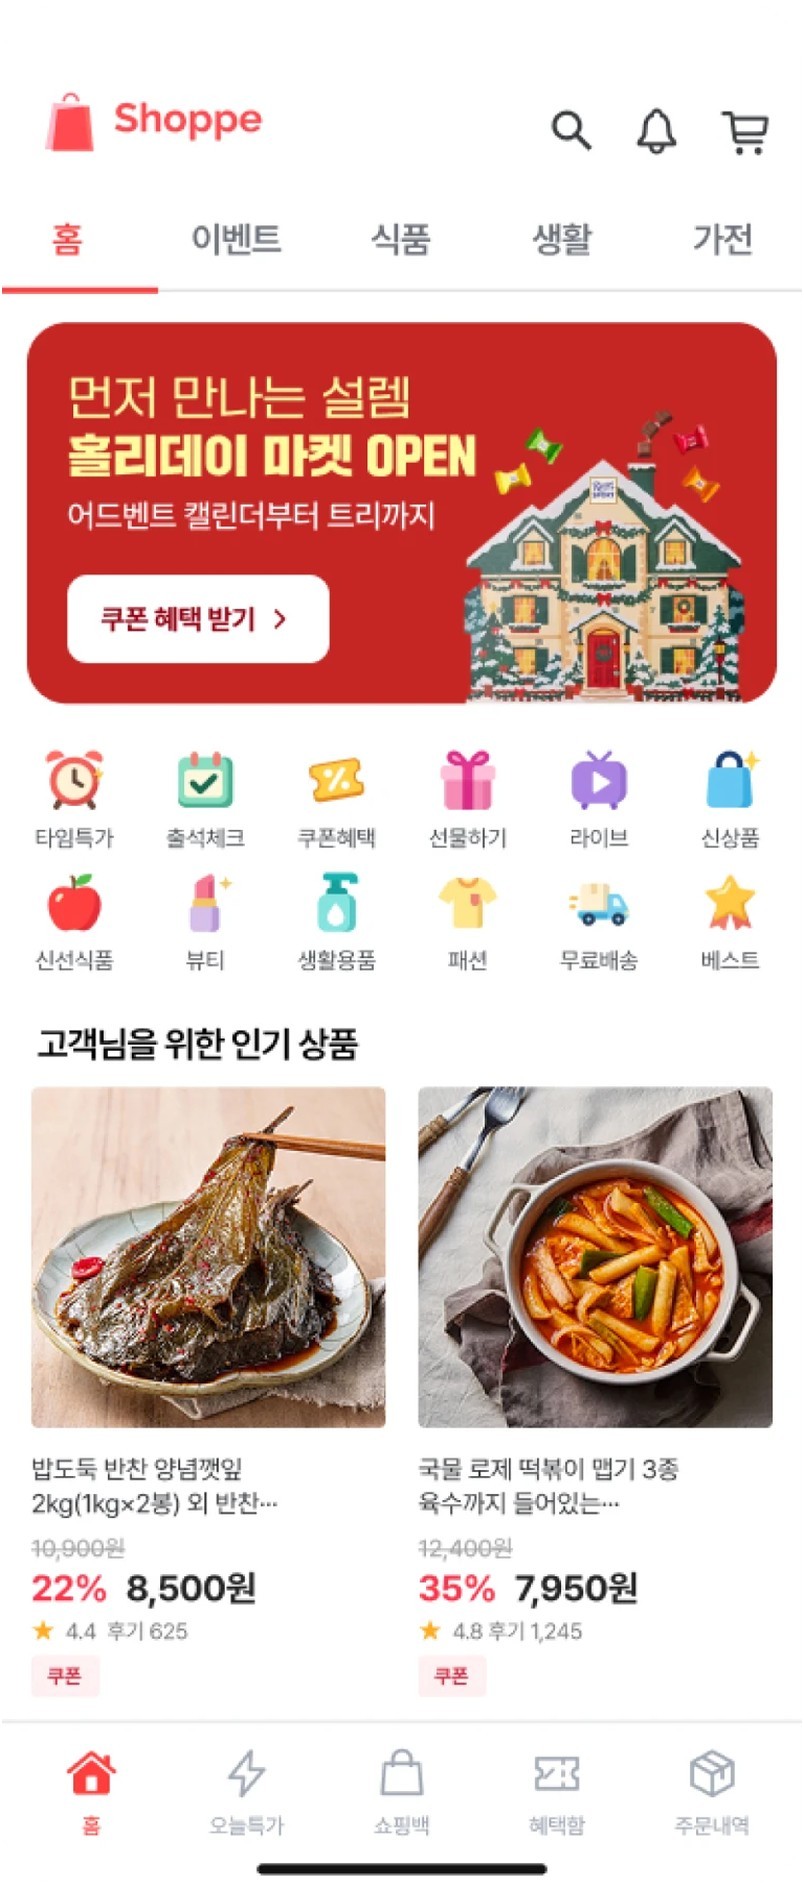 Shoppe
홈 이벤트 식품 생활 가전
먼저 만나는 설렘
홀리데이 마켓 OPEN
어드벤트 캘린더부터 트리까지
쿠폰 혜택 받기 >
타임특가 출석체크 쿠폰혜택 선물하기 라이브 신상품
신선식품 뷰티 생활용품 패션 무료배송 베스트
고객님을 위한 인기 상품
밥도둑 반찬 양념깻잎
2kg(1kg×2봉) 외 반찬…
10,900원
22% 8,500원
4.4 후기 625
쿠폰
국물 로제 떡볶이 맵기 3종
육수까지 들어있는…
12,400원
35% 7,950원
4.8 후기 1,245
쿠폰
홈 오늘특가 쇼핑백 혜택함 주문내역